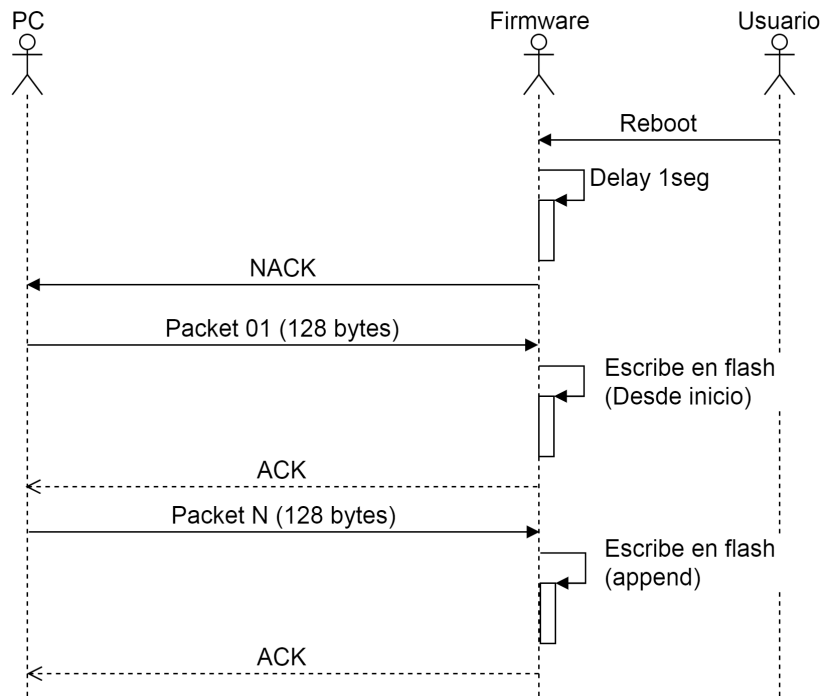 PC
Firmware
Usuario
Reboot
Delay 1seg
NACK
Packet 01 (128 bytes)
Escribe en flash
(Desde inicio)
ACK
Packet N (128 bytes)
Escribe en flash
(append)
ACK